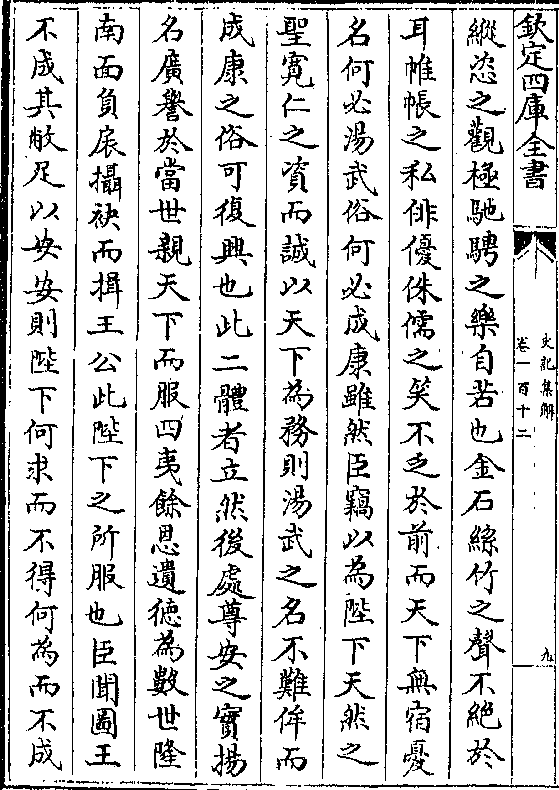 欽定四庫全書
史記集解
卷一百十二
九
縱恣之觀極馳騁之樂自若也金石絲竹之聲不絶於
耳帷帳之私俳優侏儒之笑不乏於前而天下無宿憂
名何必湯武俗何必成康雖然臣竊以為陛下天然之
聖寛仁之資而誠以天下為務則湯武之名不難侔而
成康之俗可復興也此二體者立然後處尊安之實揚
名廣譽於當世親天下而服四夷餘恩遺德為數世隆
南面負扆攝袂而揖王公此陛下之所服也臣聞圖王
不成其敝足以安安則陛下何求而不得何為而不成